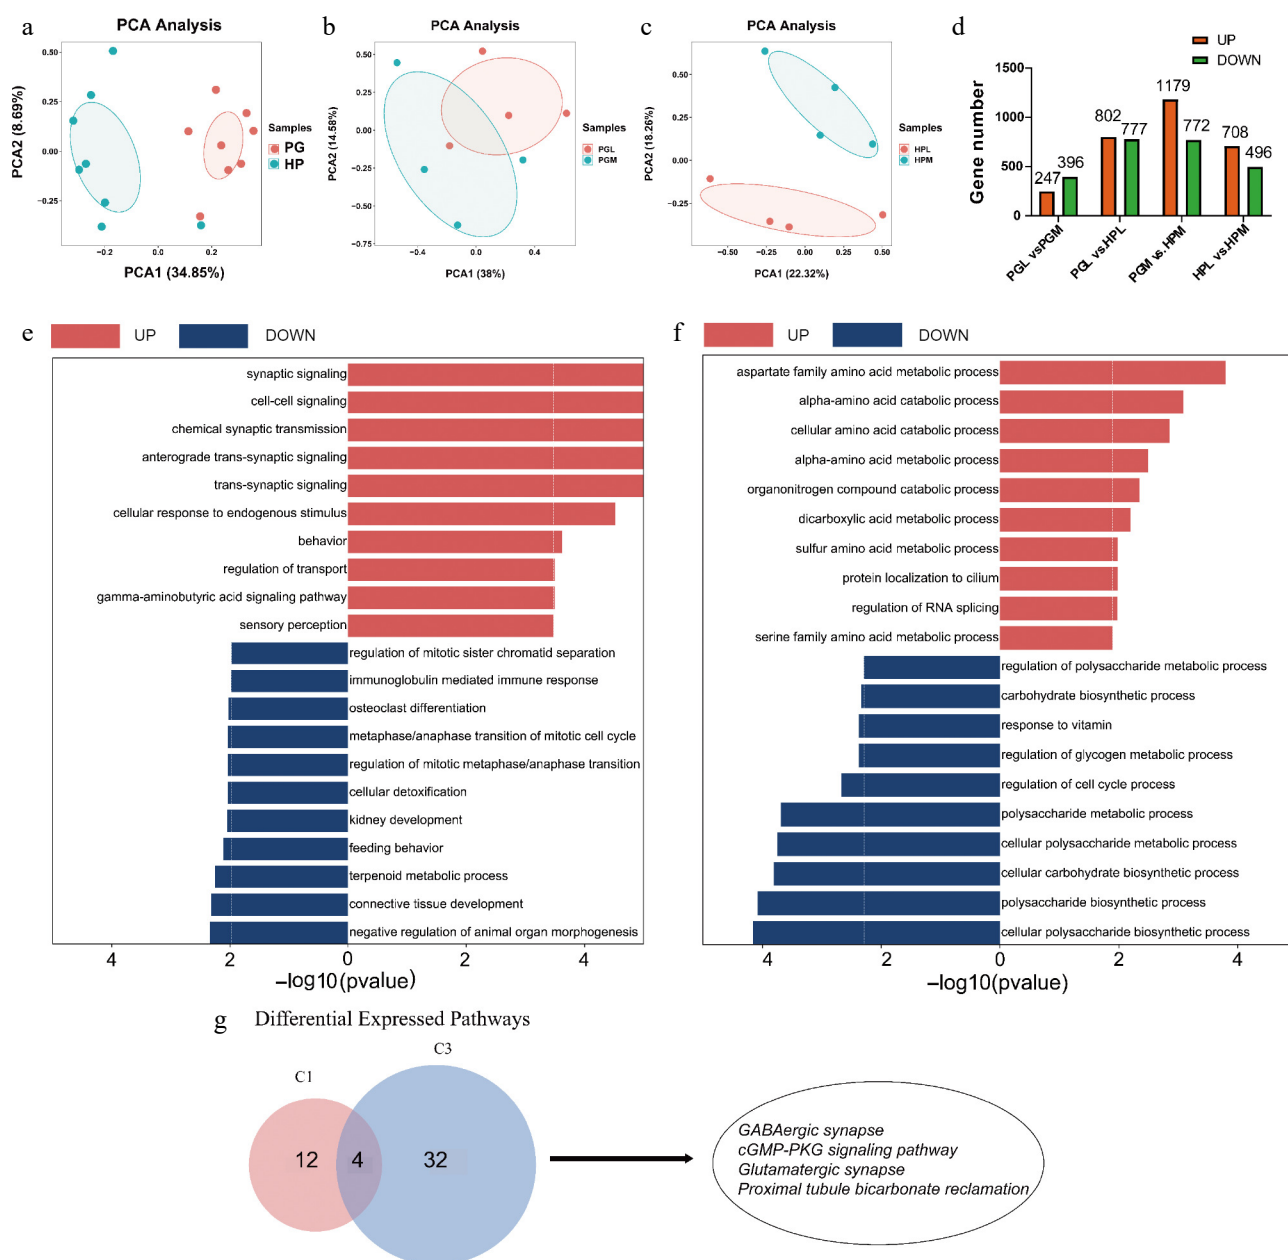 a
PCA Analysis
0.50
0.25
0.00
−0.25
PCA2 (8.69%)
−0.2
0.0
0.2
PCA1 (34.85%)
Samples
PG
HP
b
PCA Analysis
0.50
0.25
0.00
−0.25
−0.50
−0.75
PCA2 (14.58%)
−0.4
0.0
0.4
PCA1 (38%)
Samples
PGL
PGM
c
PCA Analysis
0.50
0.25
0.00
−0.25
PCA2 (18.26%)
−0.50
−0.25
0.00
0.25
0.50
PCA1 (22.32%)
Samples
HPL
HPM
d
UP
DOWN
Gene number
1500
1000
500
0
247
396
802
777
1179
772
708
496
PGL vsPGM
PGL vs.HPL
PGM vs. HPM
HPL vs.HPM
e
UP
DOWN
synaptic signaling
cell-cell signaling
chemical synaptic transmission
anterograde trans-synaptic signaling
trans-synaptic signaling
cellular response to endogenous stimulus
behavior
regulation of transport
gamma-aminobutyric acid signaling pathway
sensory perception
regulation of mitotic sister chromatid separation
immunoglobulin mediated immune response
osteoclast differentiation
metaphase/anaphase transition of mitotic cell cycle
regulation of mitotic metaphase/anaphase transition
cellular detoxification
kidney development
feeding behavior
terpenoid metabolic process
connective tissue development
negative regulation of animal organ morphogenesis
4
2
0
2
4
−log10(pvalue)
f
UP
DOWN
aspartate family amino acid metabolic process
alpha-amino acid catabolic process
cellular amino acid catabolic process
alpha-amino acid metabolic process
organonitrogen compound catabolic process
dicarboxylic acid metabolic process
sulfur amino acid metabolic process
protein localization to cilium
regulation of RNA splicing
serine family amino acid metabolic process
regulation of polysaccharide metabolic process
carbohydrate biosynthetic process
response to vitamin
regulation of glycogen metabolic process
regulation of cell cycle process
polysaccharide metabolic process
cellular polysaccharide metabolic process
cellular carbohydrate biosynthetic process
polysaccharide biosynthetic process
cellular polysaccharide biosynthetic process
4
2
0
2
4
−log10(pvalue)
g
Differential Expressed Pathways
C1
C3
12
4
32
GABAergic synapse
cGMP-PKG signaling pathway
Glutamatergic synapse
Proximal tubule bicarbonate reclamation